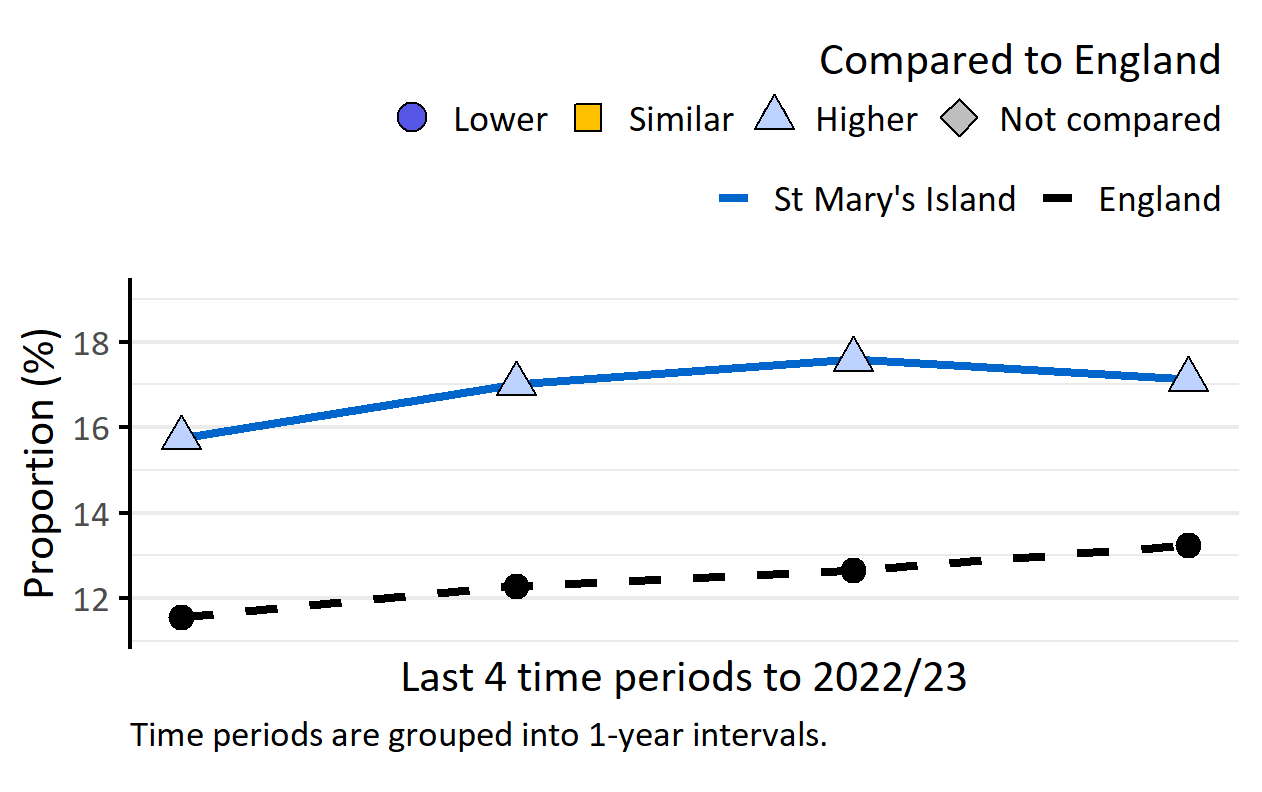 Compared to England
Lower Similar Higher Not compared
St Mary's Island England
Proportion (%)
18
16
14
12
Last 4 time periods to 2022/23
Time periods are grouped into 1-year intervals.